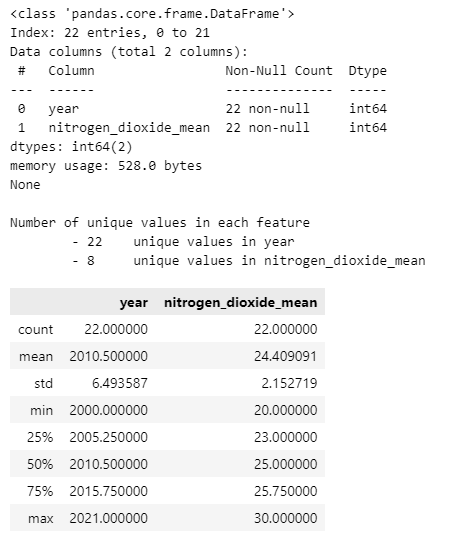 <class 'pandas.core.frame.DataFrame'>
Index: 22 entries, 0 to 21
Data columns (total 2 columns):
 #   Column                 Non-Null Count  Dtype
---  ------                 --------------  -----
 0   year                   22 non-null     int64
 1   nitrogen_dioxide_mean  22 non-null     int64
dtypes: int64(2)
memory usage: 528.0 bytes
None

Number of unique values in each feature
        - 22    unique values in year
        - 8     unique values in nitrogen_dioxide_mean

year nitrogen_dioxide_mean
count 22.000000 22.000000
mean 2010.500000 24.409091
std 6.493587 2.152719
min 2000.000000 20.000000
25% 2005.250000 23.000000
50% 2010.500000 25.000000
75% 2015.750000 25.750000
max 2021.000000 30.000000